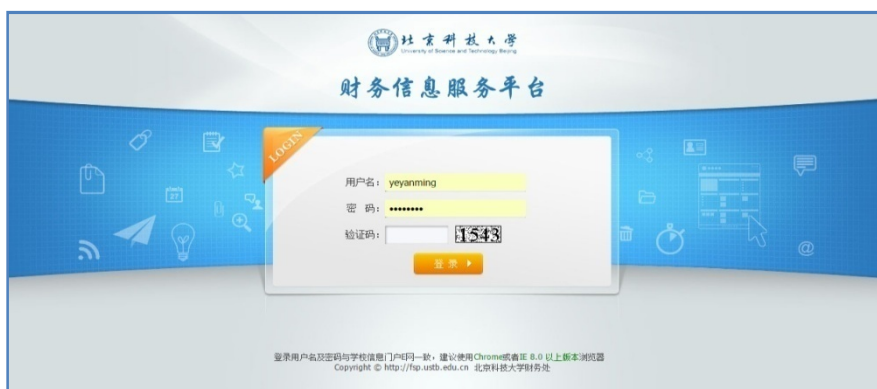 北京科技大学
University of Science and Technology Beijing
财务信息服务平台
LOGIN
用户名： yeyanming
密 码： ••••••••
验证码： 1543
登 录
登录用户名及密码与学校信息门户E网一致，建议使用Chrome或者IE 8.0 以上版本浏览器
Copyright © http://fsp.ustb.edu.cn 北京科技大学财务处